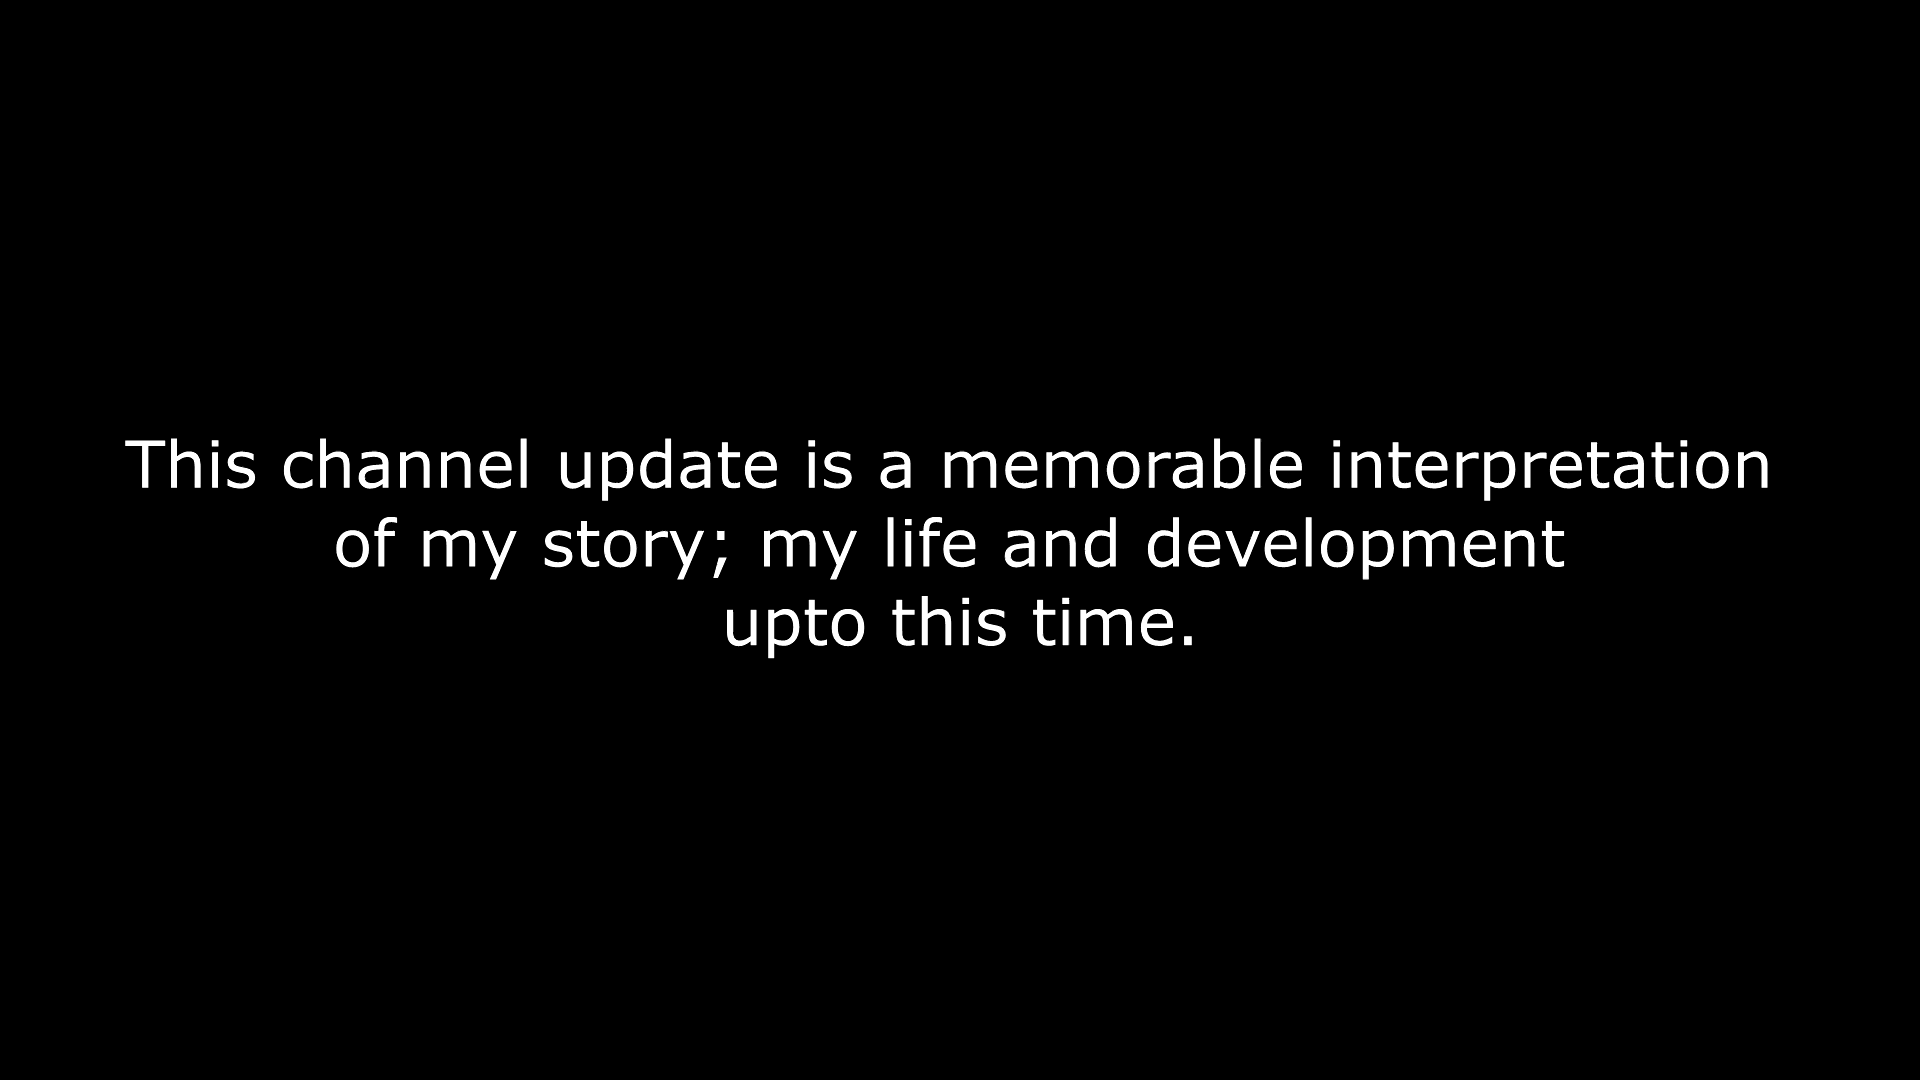 This channel update is a memorable interpretation
of my story; my life and development
upto this time.